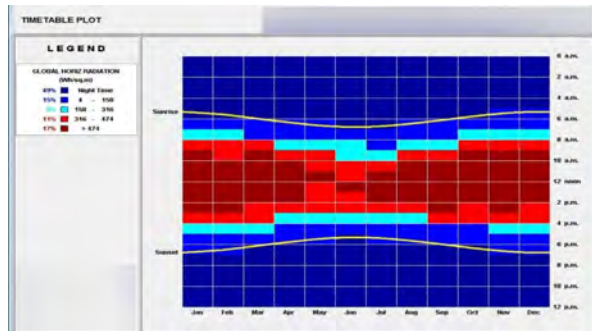 TIMETABLE PLOT
LEGEND
GLOBAL HORIZ RADIATION
(Wh/sq.m)
49% Night Time
15% 4 - 158
158 - 316
11% 316 - 474
17% > 474
Sunrise
Sunset
2 a.m.
4 a.m.
6 a.m.
8 a.m.
10 a.m.
12 noon
2 p.m.
4 p.m.
6 p.m.
8 p.m.
10 p.m.
12 p.m.
Jan Feb Mar Apr May Jun Jul Aug Sep Oct Nov Dec